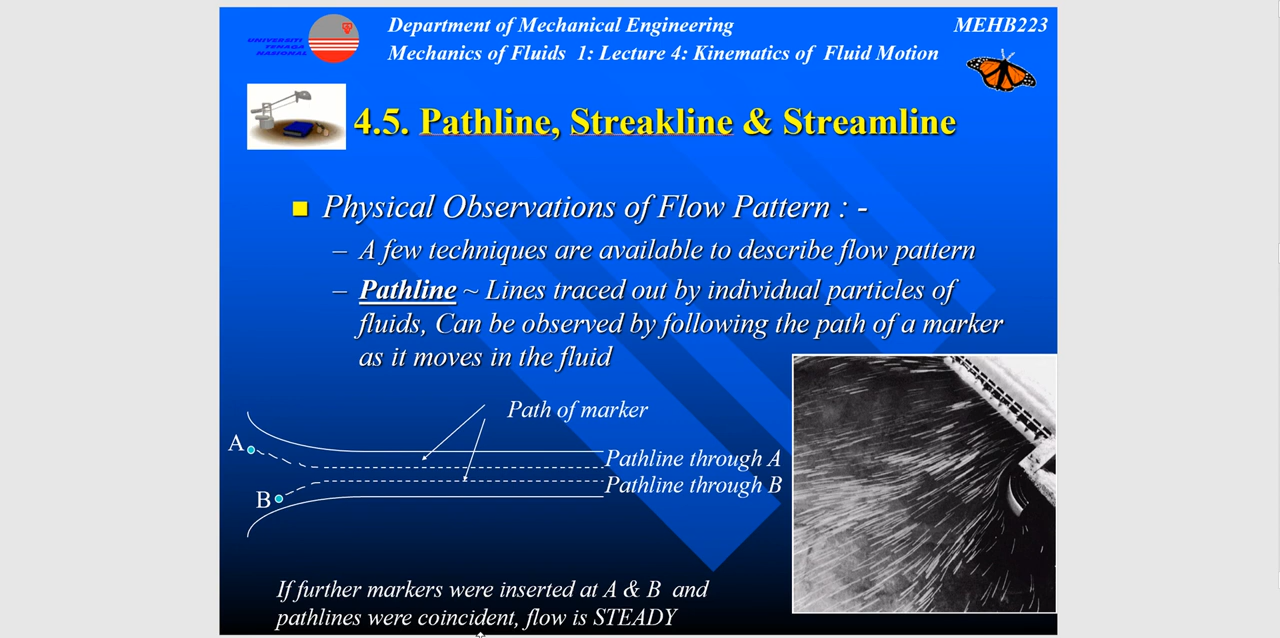 Department of Mechanical Engineering MEHB223
UNIVERSITI
TENAGA
NASIONAL
Mechanics of Fluids 1: Lecture 4: Kinematics of Fluid Motion
4.5. Pathline, Streakline & Streamline
Physical Observations of Flow Pattern : -
– A few techniques are available to describe flow pattern
– Pathline ~ Lines traced out by individual particles of
fluids, Can be observed by following the path of a marker
as it moves in the fluid
Path of marker
A
Pathline through A
Pathline through B
B
If further markers were inserted at A & B and
pathlines were coincident, flow is STEADY